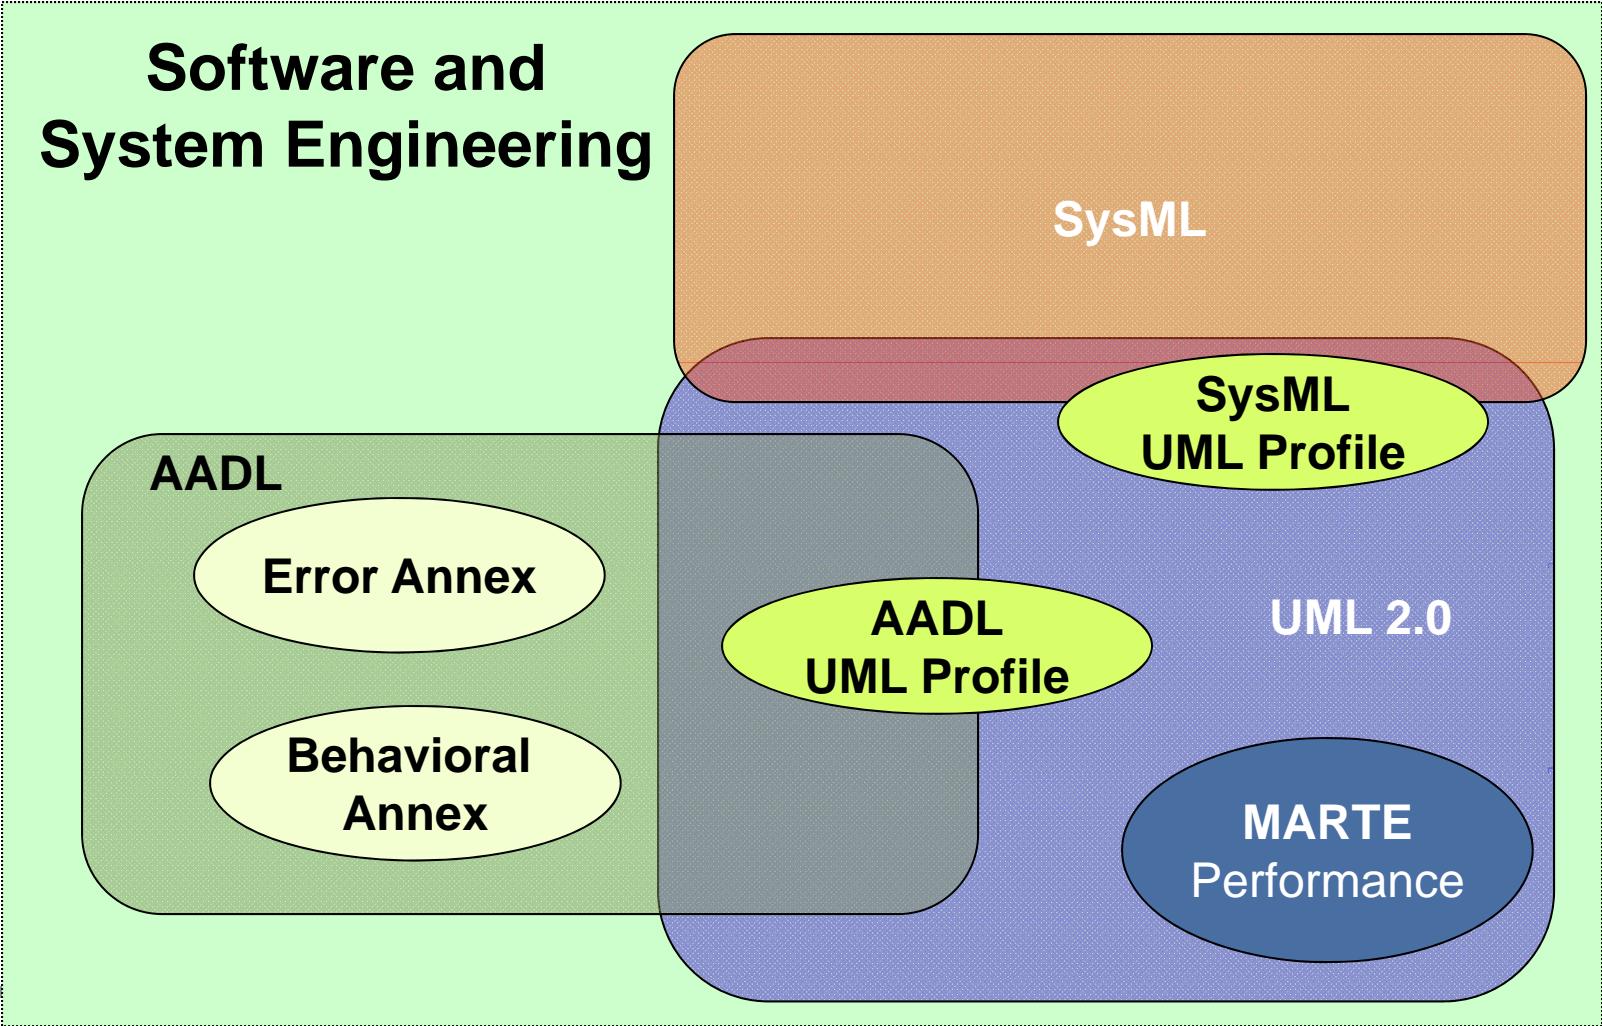 Software and
System Engineering
SysML
SysML
UML Profile
AADL
Error Annex
AADL
UML Profile
UML 2.0
Behavioral
Annex
MARTE
Performance